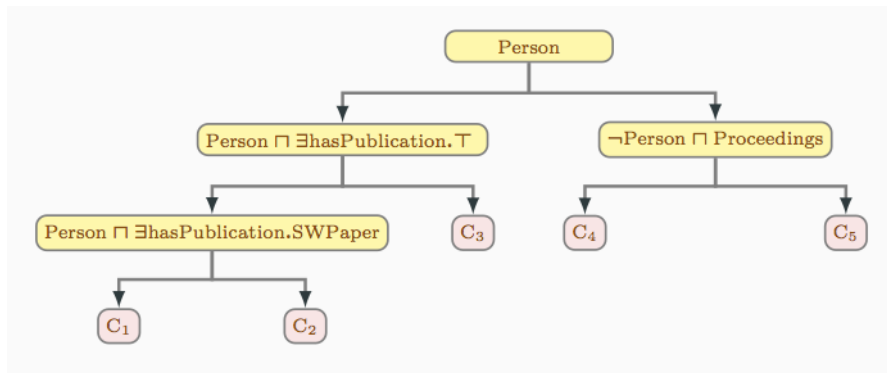 Person
Person ⊓ ∃hasPublication.⊤
¬Person ⊓ Proceedings
Person ⊓ ∃hasPublication.SWPaper
C₃
C₄
C₅
C₁
C₂